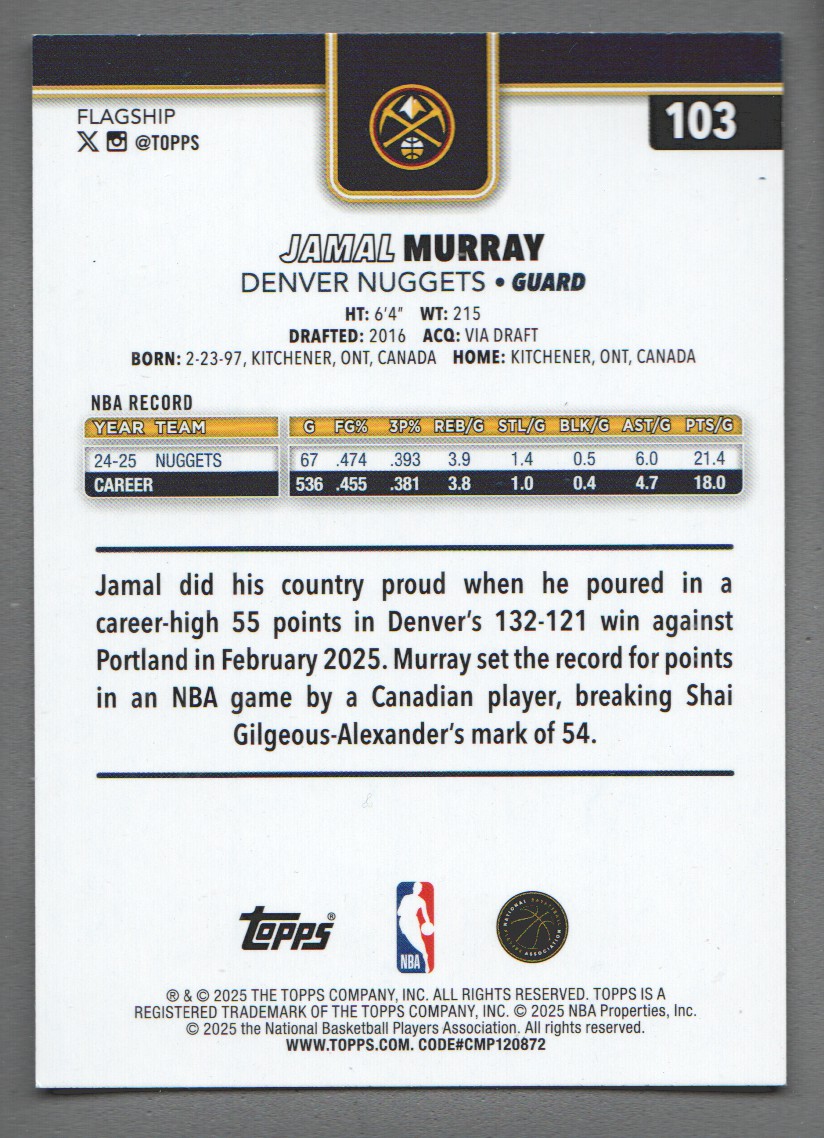 FLAGSHIP
103
X @TOPPS
JAMAL MURRAY
DENVER NUGGETS • GUARD
HT: 6'4" WT: 215
DRAFTED: 2016 ACQ: VIA DRAFT
BORN: 2-23-97, KITCHENER, ONT, CANADA HOME: KITCHENER, ONT, CANADA
NBA RECORD
YEAR TEAM G FG% 3P% REB/G STL/G BLK/G AST/G PTS/G
24-25 NUGGETS 67 .474 .393 3.9 1.4 0.5 6.0 21.4
CAREER 536 .455 .381 3.8 1.0 0.4 4.7 18.0
Jamal did his country proud when he poured in a
career-high 55 points in Denver's 132-121 win against
Portland in February 2025. Murray set the record for points
in an NBA game by a Canadian player, breaking Shai
Gilgeous-Alexander's mark of 54.
TOPPS®
NBA
NATIONAL BASKETBALL PLAYERS ASSOCIATION
® & © 2025 THE TOPPS COMPANY, INC. ALL RIGHTS RESERVED. TOPPS IS A
REGISTERED TRADEMARK OF THE TOPPS COMPANY, INC. © 2025 NBA Properties, Inc.
© 2025 the National Basketball Players Association. All rights reserved.
WWW.TOPPS.COM. CODE#CMP120872